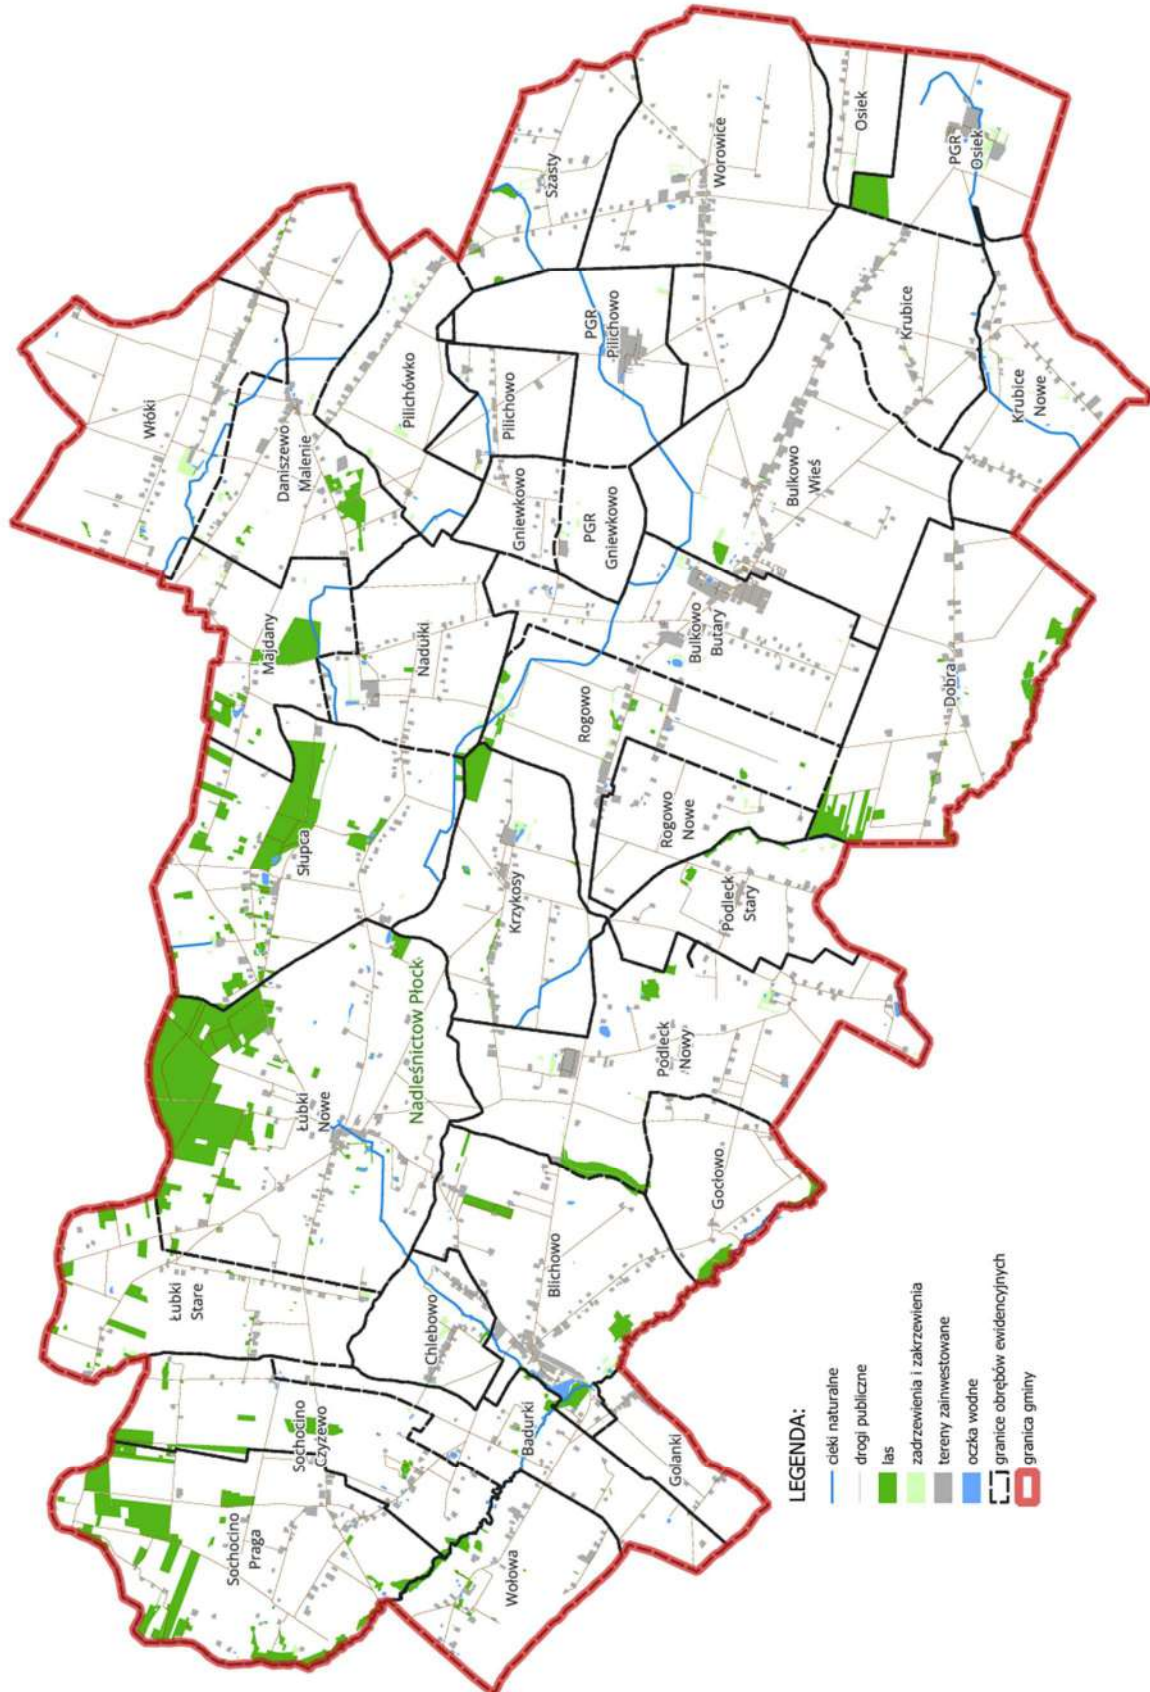 Sochocino
Praga
Sochocino
Czyżewo
Łubki
Stare
Łubki
Nowe
Nadleśnictow Płock
Słupca
Majdany
Nadułki
Włoki
Daniszewo
Malenie
Pilichówko
Pilichowo
Gniewkowo
PGR
Gniewkowo
PGR
Pilichowo
Szasty
Worowice
Osiek
PGR
Osiek
Wołowa
Badurki
Golanki
Chlebowo
Blichowo
Gocłowo
Podleck
Nowy
Krzykosy
Podleck
Stary
Rogowo
Nowe
Rogowo
Bulkowo
Butary
Bulkowo
Wieś
Dobra
Krubice
Krubice
Nowe
LEGENDA:
cieki naturalne
drogi publiczne
las
zadrzewienia i zakrzewienia
tereny zainwestowane
oczka wodne
granice obrębów ewidencyjnych
granica gminy